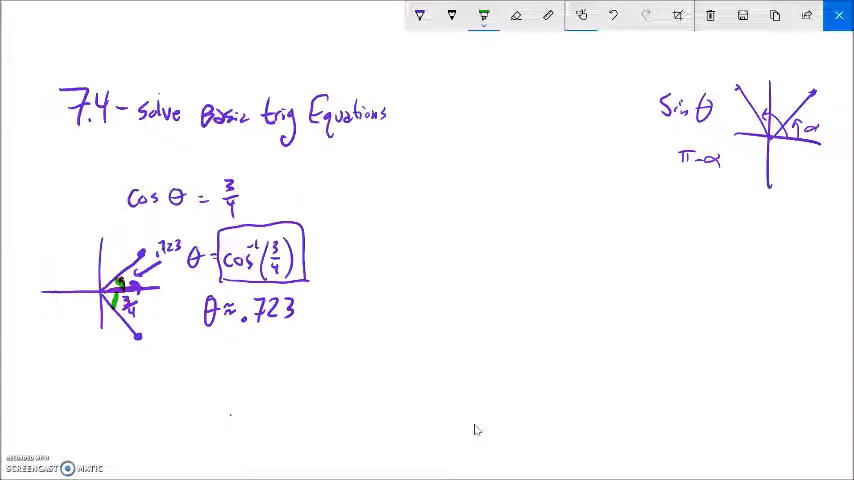 7.4 - Solve Basic trig Equations
Sin θ
α
π-α
cos θ = 3/4
.723
θ = cos⁻¹(3/4)
3/4
θ ≈ .723
RECORDED WITH
SCREENCAST MATIC